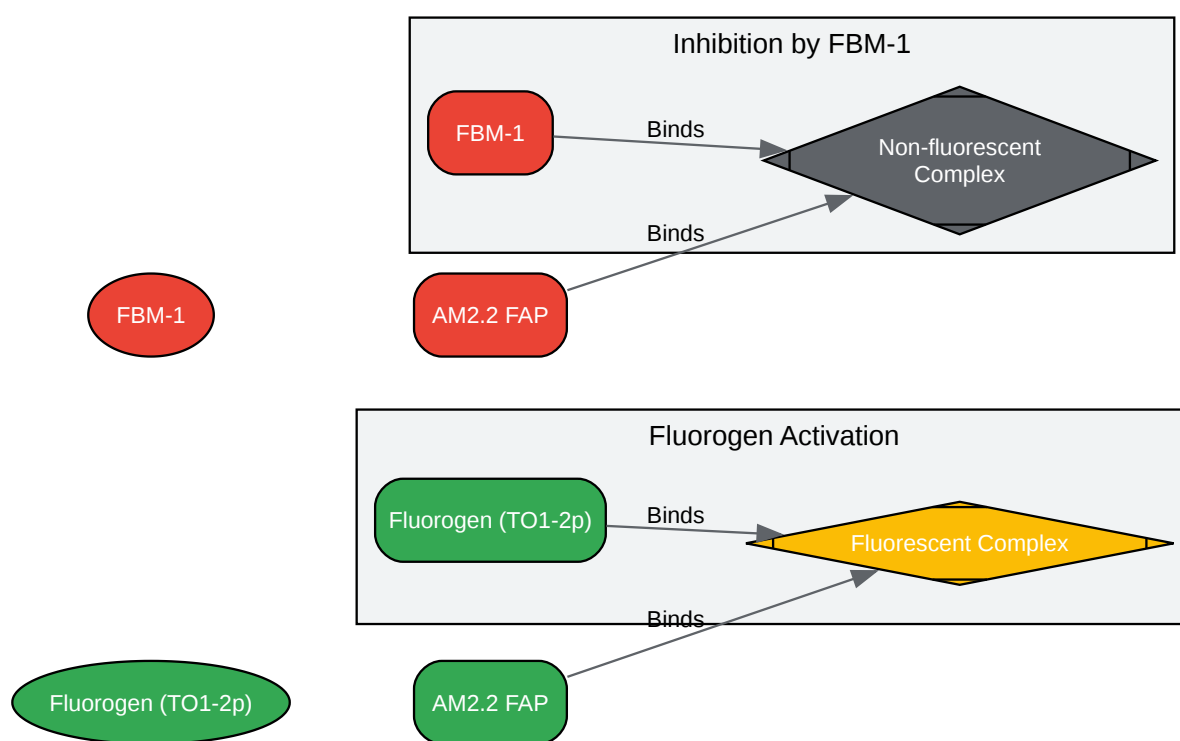 Inhibition by FBM-1
FBM-1
Binds
Non-fluorescent
Complex
Binds
FBM-1
AM2.2 FAP
Fluorogen Activation
Fluorogen (TO1-2p)
Binds
Fluorescent Complex
Binds
Fluorogen (TO1-2p)
AM2.2 FAP